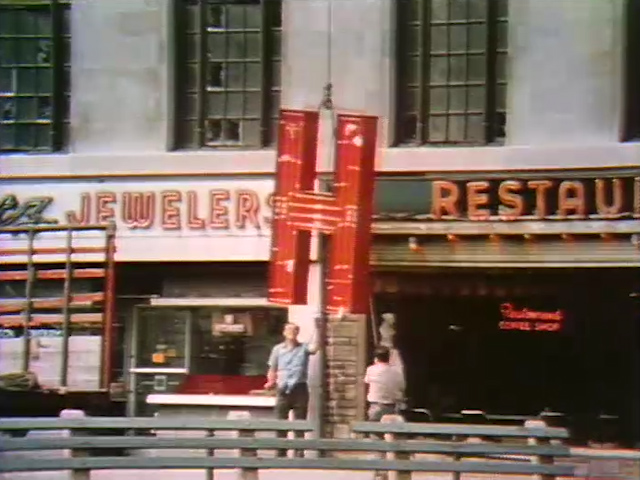 H
JEWELERS
RESTAU
Restaurant
COFFEE SHOP